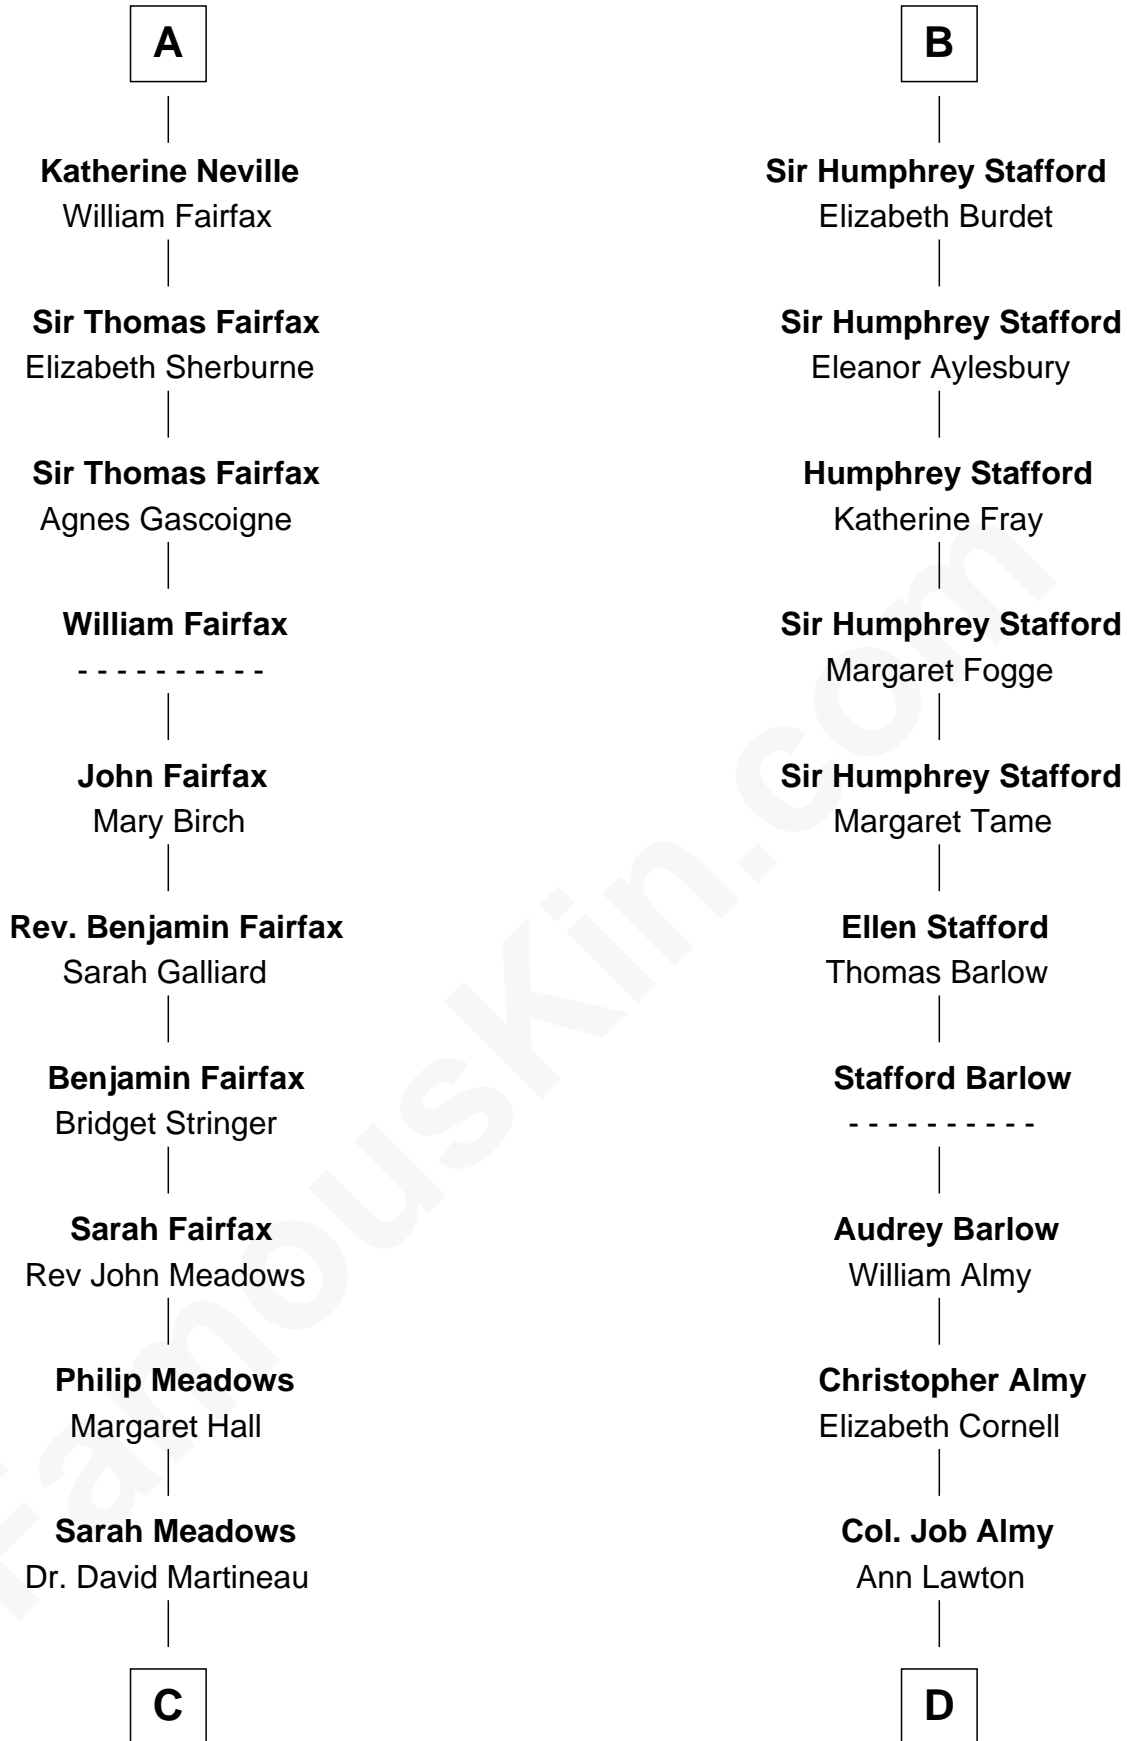 A
Katherine Neville
William Fairfax
Sir Thomas Fairfax
Elizabeth Sherburne
Sir Thomas Fairfax
Agnes Gascoigne
William Fairfax
- - - - - - - - - -
John Fairfax
Mary Birch
Rev. Benjamin Fairfax
Sarah Galliard
Benjamin Fairfax
Bridget Stringer
Sarah Fairfax
Rev John Meadows
Philip Meadows
Margaret Hall
Sarah Meadows
Dr. David Martineau
C
B
Sir Humphrey Stafford
Elizabeth Burdet
Sir Humphrey Stafford
Eleanor Aylesbury
Humphrey Stafford
Katherine Fray
Sir Humphrey Stafford
Margaret Fogge
Sir Humphrey Stafford
Margaret Tame
Ellen Stafford
Thomas Barlow
Stafford Barlow
- - - - - - - - - -
Audrey Barlow
William Almy
Christopher Almy
Elizabeth Cornell
Col. Job Almy
Ann Lawton
D
FamousKin.com